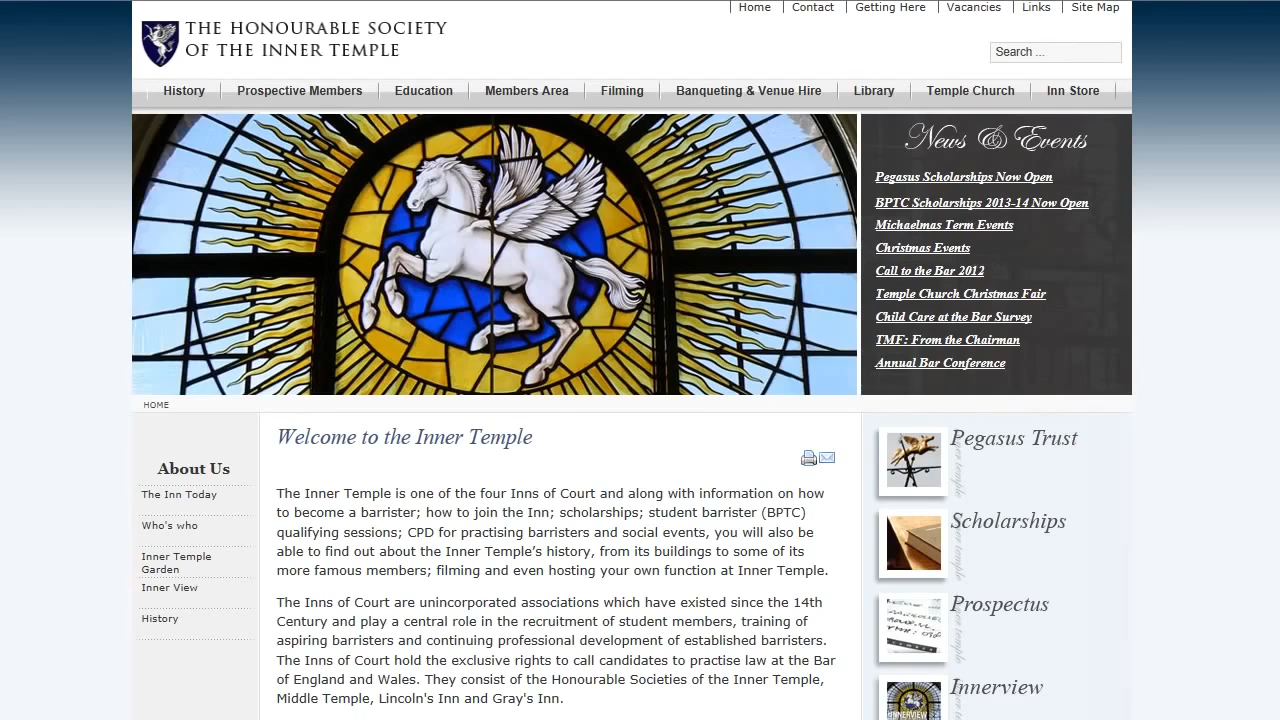 Home Contact Getting Here Vacancies Links Site Map
THE HONOURABLE SOCIETY
OF THE INNER TEMPLE
Search ...
History Prospective Members Education Members Area Filming Banqueting & Venue Hire Library Temple Church Inn Store
News & Events
Pegasus Scholarships Now Open
BPTC Scholarships 2013-14 Now Open
Michaelmas Term Events
Christmas Events
Call to the Bar 2012
Temple Church Christmas Fair
Child Care at the Bar Survey
TMF: From the Chairman
Annual Bar Conference
HOME
About Us
The Inn Today
Who's who
Inner Temple
Garden
Inner View
History
Welcome to the Inner Temple
The Inner Temple is one of the four Inns of Court and along with information on how
to become a barrister; how to join the Inn; scholarships; student barrister (BPTC)
qualifying sessions; CPD for practising barristers and social events, you will also be
able to find out about the Inner Temple’s history, from its buildings to some of its
more famous members; filming and even hosting your own function at Inner Temple.
The Inns of Court are unincorporated associations which have existed since the 14th
Century and play a central role in the recruitment of student members, training of
aspiring barristers and continuing professional development of established barristers.
The Inns of Court hold the exclusive rights to call candidates to practise law at the Bar
of England and Wales. They consist of the Honourable Societies of the Inner Temple,
Middle Temple, Lincoln's Inn and Gray's Inn.
Pegasus Trust
Scholarships
Prospectus
Innerview
INNERVIEW